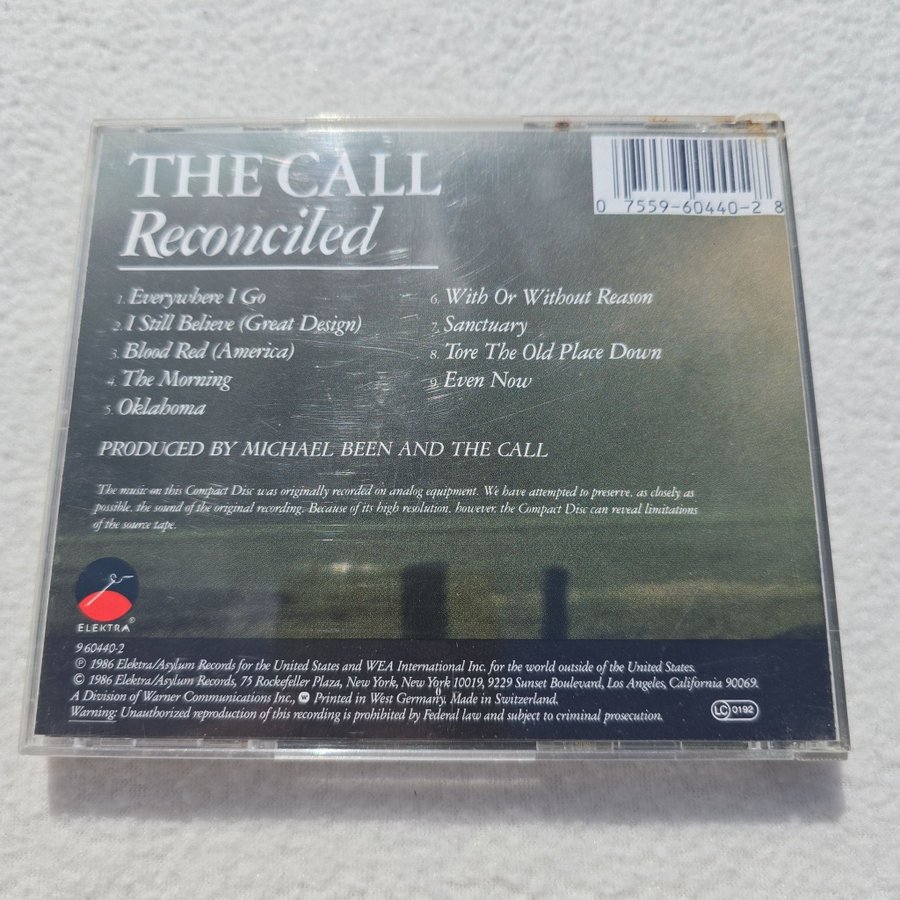 THE CALL
Reconciled
0 7559-60440-2 8
1. Everywhere I Go
2. I Still Believe (Great Design)
3. Blood Red (America)
4. The Morning
5. Oklahoma
6. With Or Without Reason
7. Sanctuary
8. Tore The Old Place Down
9. Even Now
PRODUCED BY MICHAEL BEEN AND THE CALL
The music on this Compact Disc was originally recorded on analog equipment. We have attempted to preserve, as closely as
possible, the sound of the original recording. Because of its high resolution, however, the Compact Disc can reveal limitations
of the source tape.
ELEKTRA®
9 60440-2
℗ 1986 Elektra/Asylum Records for the United States and WEA International Inc. for the world outside of the United States.
© 1986 Elektra/Asylum Records, 75 Rockefeller Plaza, New York, New York 10019, 9229 Sunset Boulevard, Los Angeles, California 90069.
A Division of Warner Communications Inc., Printed in West Germany. Made in Switzerland.
Warning: Unauthorized reproduction of this recording is prohibited by Federal law and subject to criminal prosecution.
LC 0192